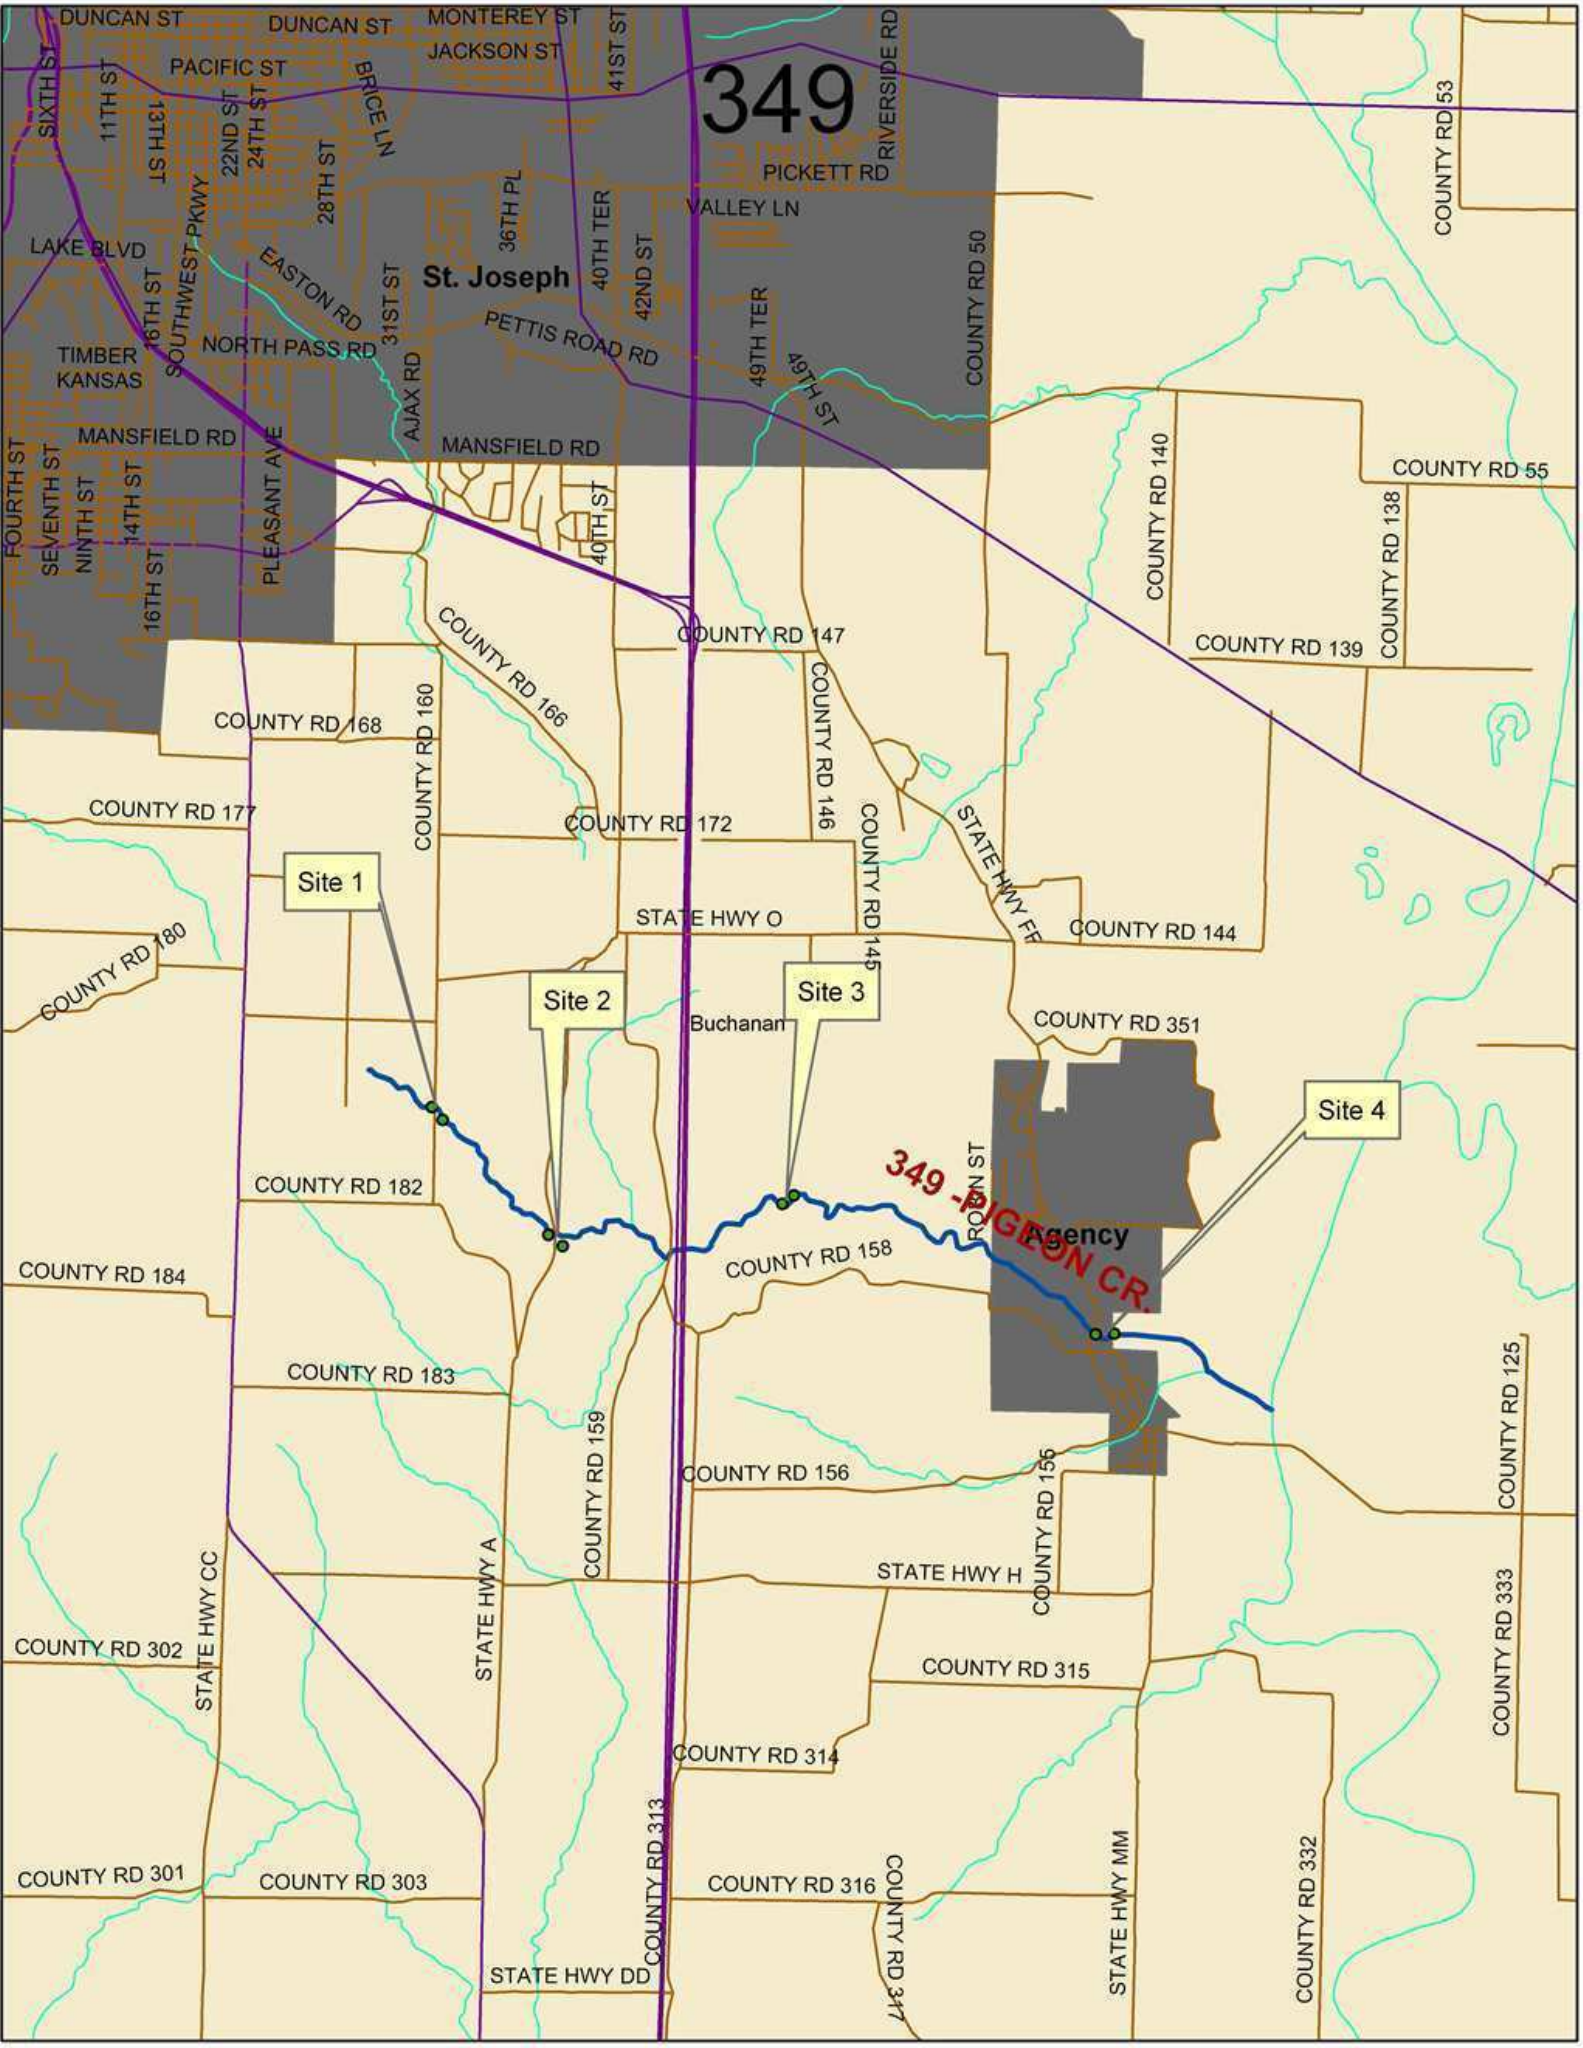 DUNCAN ST
DUNCAN ST
MONTEREY ST
41ST ST
RIVERSIDE RD
JACKSON ST
SIXTH ST
PACIFIC ST
11TH ST
13TH ST
22ND ST
24TH ST
BRICE LN
349
COUNTY RD 53
28TH ST
PICKETT RD
36TH PL
VALLEY LN
LAKE BLVD
16TH ST
SOUTHWEST PKWY
EASTON RD
31ST ST
St. Joseph
40TH TER
42ND ST
COUNTY RD 50
TIMBER
KANSAS
NORTH PASS RD
AJAX RD
PETTIS ROAD RD
49TH TER
49TH ST
MANSFIELD RD
MANSFIELD RD
COUNTY RD 55
FOURTH ST
SEVENTH ST
NINTH ST
14TH ST
16TH ST
PLEASANT AVE
40TH ST
COUNTY RD 140
COUNTY RD 138
COUNTY RD 166
COUNTY RD 147
COUNTY RD 139
COUNTY RD 168
COUNTY RD 160
COUNTY RD 146
COUNTY RD 177
COUNTY RD 172
COUNTY RD 145
STATE HWY FF
Site 1
STATE HWY O
COUNTY RD 144
COUNTY RD 180
Site 2
Site 3
Buchanan
COUNTY RD 351
Site 4
COUNTY RD 182
ROBIN ST
349 -PIGEON CR.
Agency
COUNTY RD 184
COUNTY RD 158
COUNTY RD 183
COUNTY RD 125
COUNTY RD 159
COUNTY RD 156
COUNTY RD 155
STATE HWY CC
STATE HWY A
STATE HWY H
COUNTY RD 333
COUNTY RD 302
COUNTY RD 315
COUNTY RD 314
COUNTY RD 313
COUNTY RD 301
COUNTY RD 303
COUNTY RD 316
COUNTY RD 317
STATE HWY MM
COUNTY RD 332
STATE HWY DD